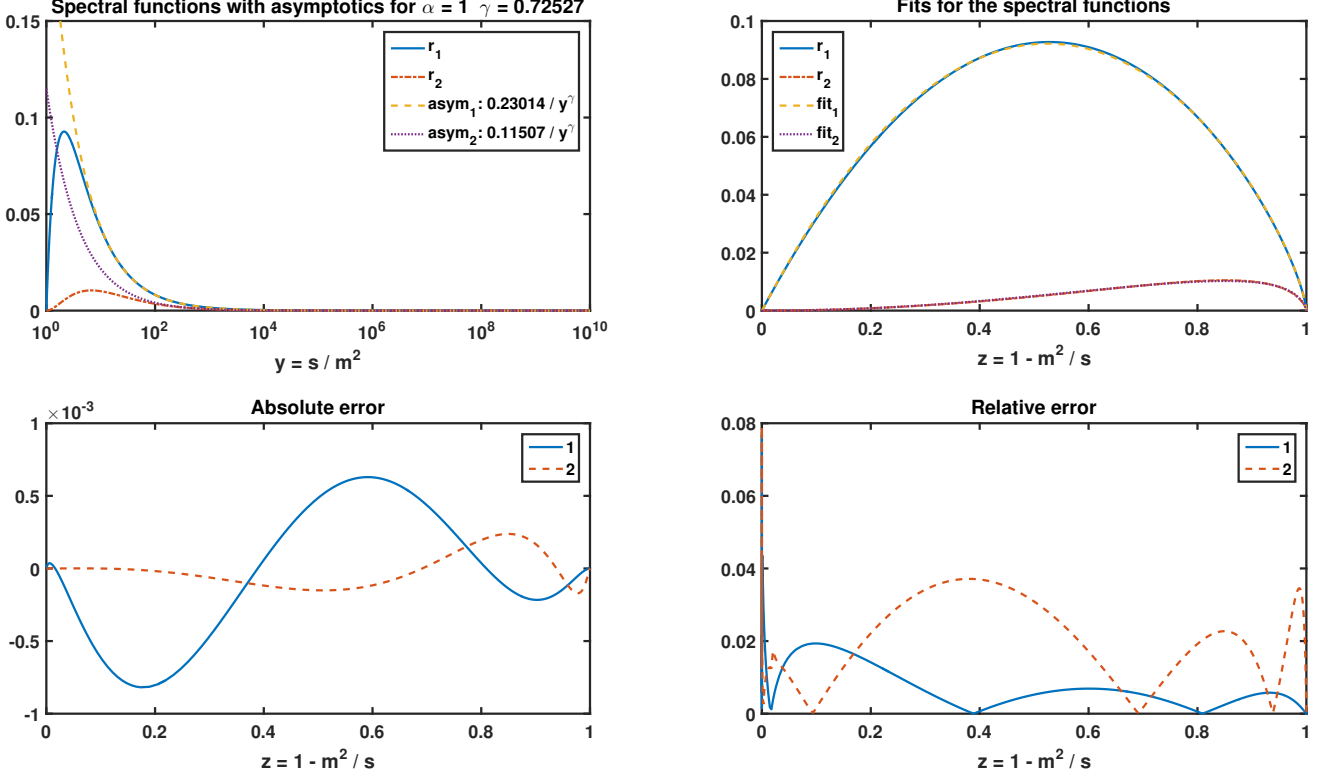 Spectral functions with asymptotics for α = 1 γ = 0.72527
0.15
0.1
0.05
0
r1
r2
asym1: 0.23014 / y^γ
asym2: 0.11507 / y^γ
10^0 10^2 10^4 10^6 10^8 10^10
y = s / m^2
Fits for the spectral functions
0.1
0.08
0.06
0.04
0.02
0
r1
r2
fit1
fit2
0 0.2 0.4 0.6 0.8 1
z = 1 - m^2 / s
Absolute error
×10^-3
1
0.5
0
-0.5
-1
1
2
0 0.2 0.4 0.6 0.8 1
z = 1 - m^2 / s
Relative error
0.08
0.06
0.04
0.02
0
1
2
0 0.2 0.4 0.6 0.8 1
z = 1 - m^2 / s